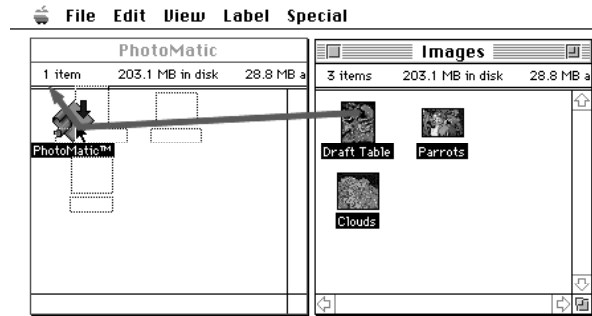 File Edit View Label Special
PhotoMatic
1 item 203.1 MB in disk 28.8 MB a
PhotoMatic™
Images
3 items 203.1 MB in disk 28.8 MB a
Draft Table
Parrots
Clouds